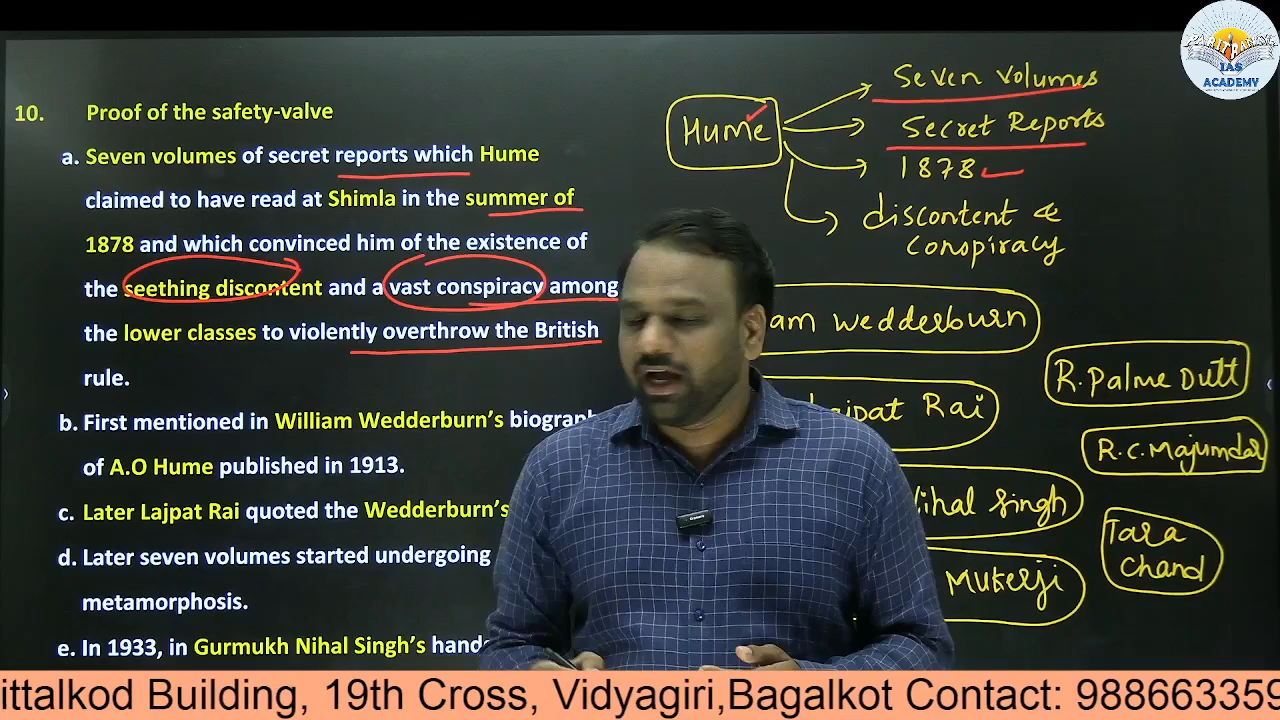 10. Proof of the safety-valve
a. Seven volumes of secret reports which Hume
claimed to have read at Shimla in the summer of
1878 and which convinced him of the existence of
the seething discontent and a vast conspiracy among
the lower classes to violently overthrow the British
rule.
b. First mentioned in William Wedderburn's
of A.O Hume published in 1913.
c. Later Lajpat Rai quoted the Wedderburn's
d. Later seven volumes started undergoing
metamorphosis.
e. In 1933, in Gurmukh Nihal Singh's
Hume
Seven volumes
Secret Reports
1878
discontent &
conspiracy
am Wedderburn
Rai
R. Palme Dutt
R.C. Majumdar
Nihal Singh
Tara
Chand
Mukerji
IAS
ACADEMY
ittalkod Building, 19th Cross, Vidyagiri,Bagalkot Contact: 988663359